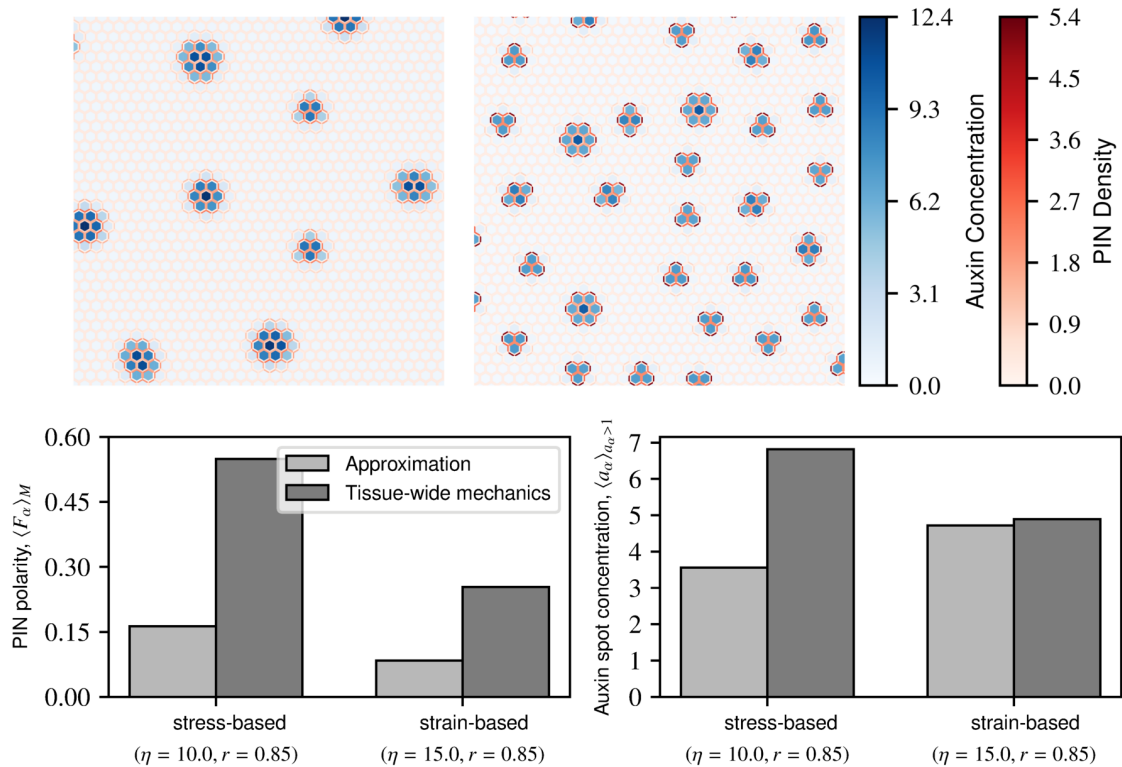 12.4
9.3
6.2
3.1
0.0
Auxin Concentration
5.4
4.5
3.6
2.7
1.8
0.9
0.0
PIN Density
0.60
0.45
0.30
0.15
0.00
PIN polarity, ⟨F_α⟩_M
Approximation
Tissue-wide mechanics
stress-based
(η = 10.0, r = 0.85)
strain-based
(η = 15.0, r = 0.85)
7
6
5
4
3
2
1
0
Auxin spot concentration, ⟨a_α⟩_{a_α>1}
stress-based
(η = 10.0, r = 0.85)
strain-based
(η = 15.0, r = 0.85)